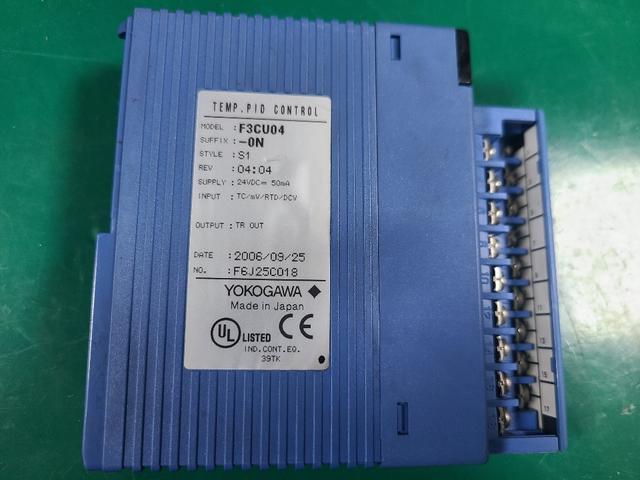 TEMP.PID CONTROL
MODEL : F3CU04
SUFFIX : -0N
STYLE : S1
REV : 04:04
SUPPLY : 24VDC= 50mA
INPUT : TC/mV/RTD/DCV
OUTPUT : TR OUT
DATE : 2006/09/25
NO. : F6J25C018
YOKOGAWA
Made in Japan
UL LISTED CE
IND.CONT.EQ.
39TK